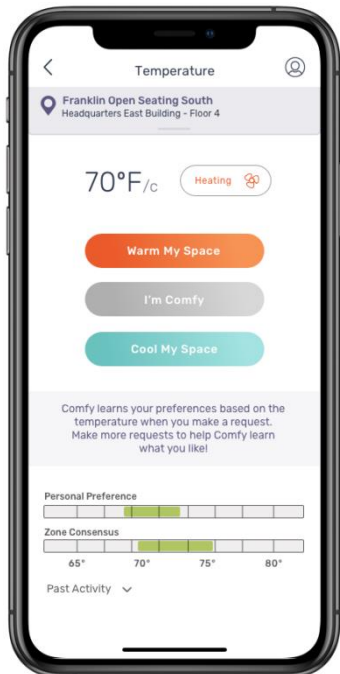 Temperature
Franklin Open Seating South
Headquarters East Building - Floor 4
70°F/c
Heating
Warm My Space
I'm Comfy
Cool My Space
Comfy learns your preferences based on the
temperature when you make a request.
Make more requests to help Comfy learn
what you like!
Personal Preference
Zone Consensus
65° 70° 75° 80°
Past Activity